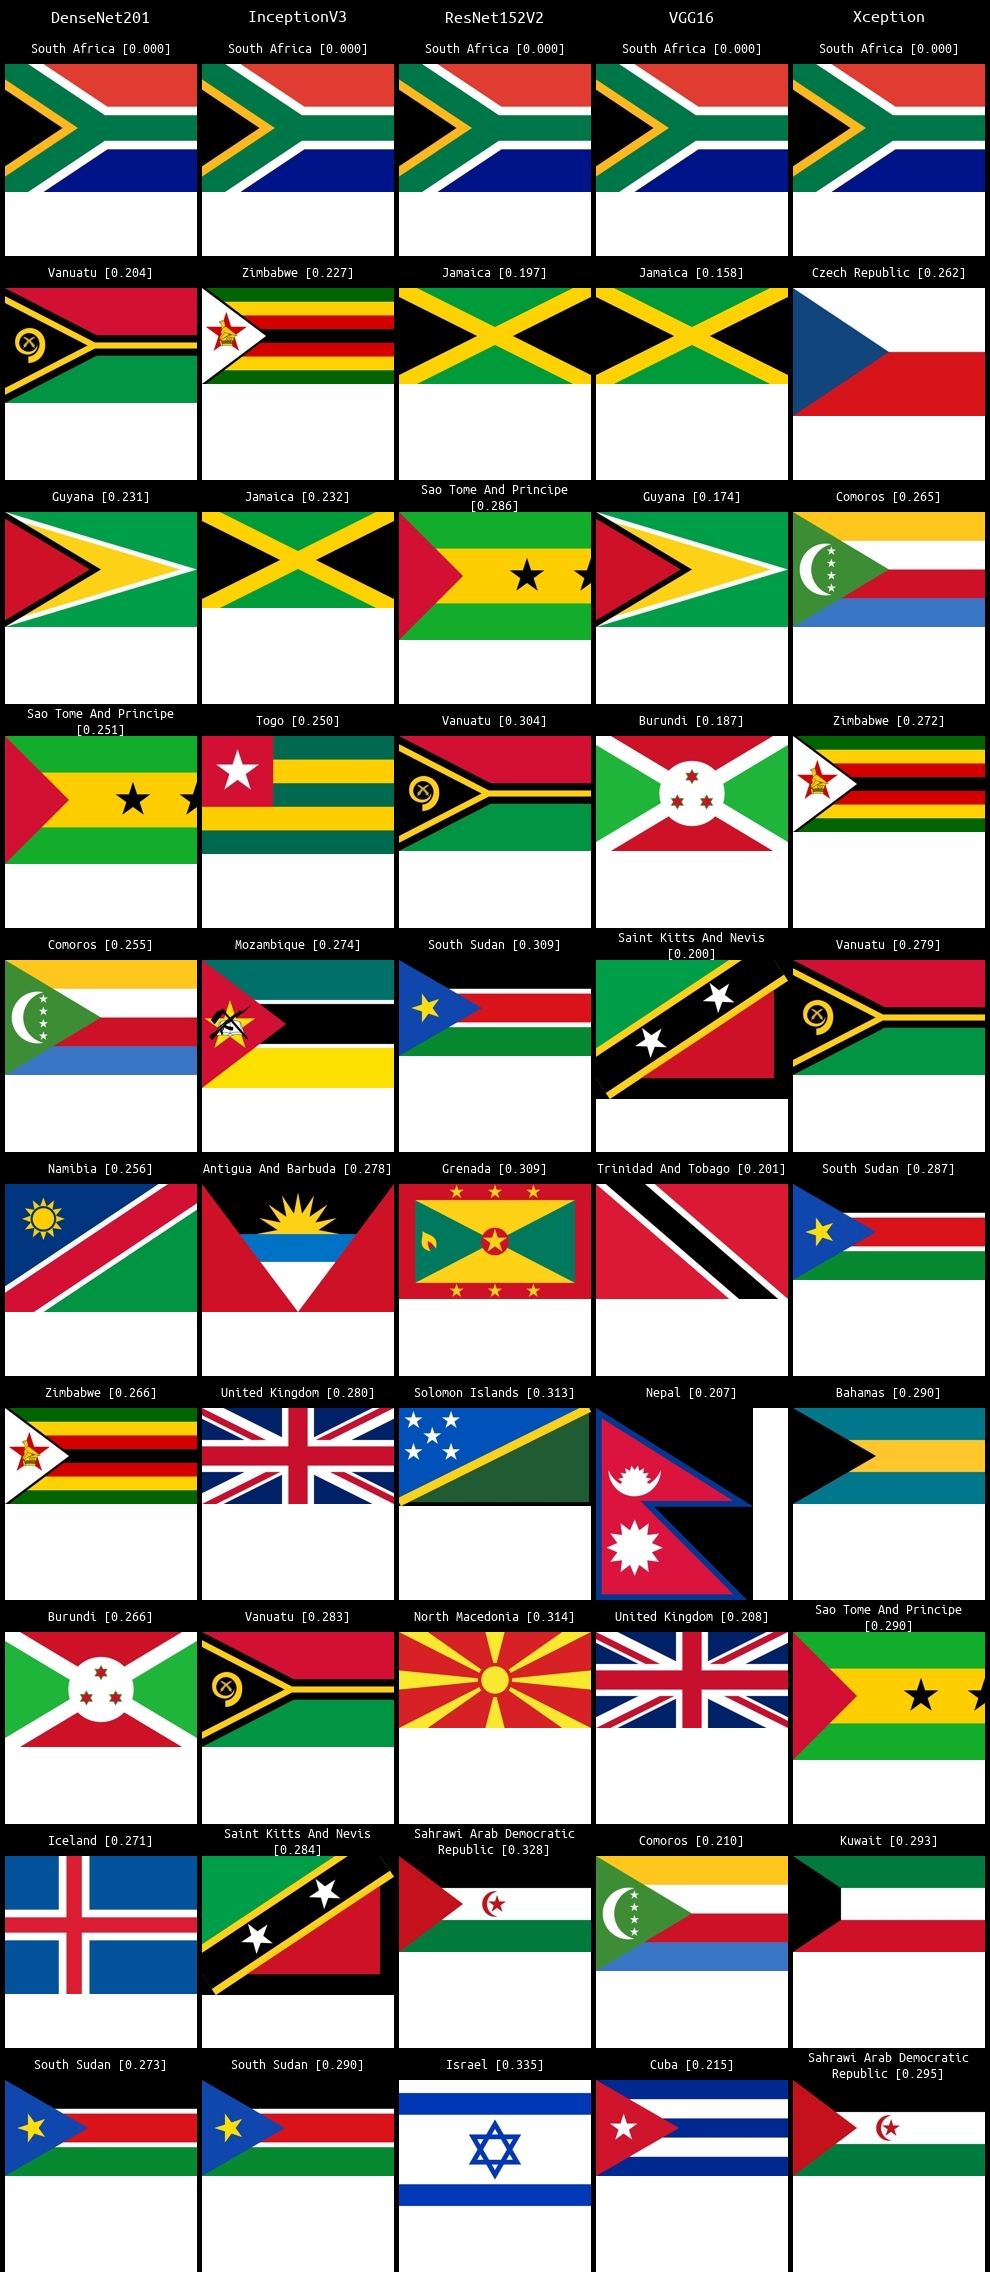 DenseNet201 InceptionV3 ResNet152V2 VGG16 Xception
South Africa [0.000] South Africa [0.000] South Africa [0.000] South Africa [0.000] South Africa [0.000]
Vanuatu [0.204] Zimbabwe [0.227] Jamaica [0.197] Jamaica [0.158] Czech Republic [0.262]
Guyana [0.231] Jamaica [0.232] Sao Tome And Principe
[0.286] Guyana [0.174] Comoros [0.265]
Sao Tome And Principe
[0.251] Togo [0.250] Vanuatu [0.304] Burundi [0.187] Zimbabwe [0.272]
Comoros [0.255] Mozambique [0.274] South Sudan [0.309] Saint Kitts And Nevis
[0.200] Vanuatu [0.279]
Namibia [0.256] Antigua And Barbuda [0.278] Grenada [0.309] Trinidad And Tobago [0.201] South Sudan [0.287]
Zimbabwe [0.266] United Kingdom [0.280] Solomon Islands [0.313] Nepal [0.207] Bahamas [0.290]
Burundi [0.266] Vanuatu [0.283] North Macedonia [0.314] United Kingdom [0.208] Sao Tome And Principe
[0.290]
Iceland [0.271] Saint Kitts And Nevis
[0.284] Sahrawi Arab Democratic
Republic [0.328] Comoros [0.210] Kuwait [0.293]
South Sudan [0.273] South Sudan [0.290] Israel [0.335] Cuba [0.215] Sahrawi Arab Democratic
Republic [0.295]